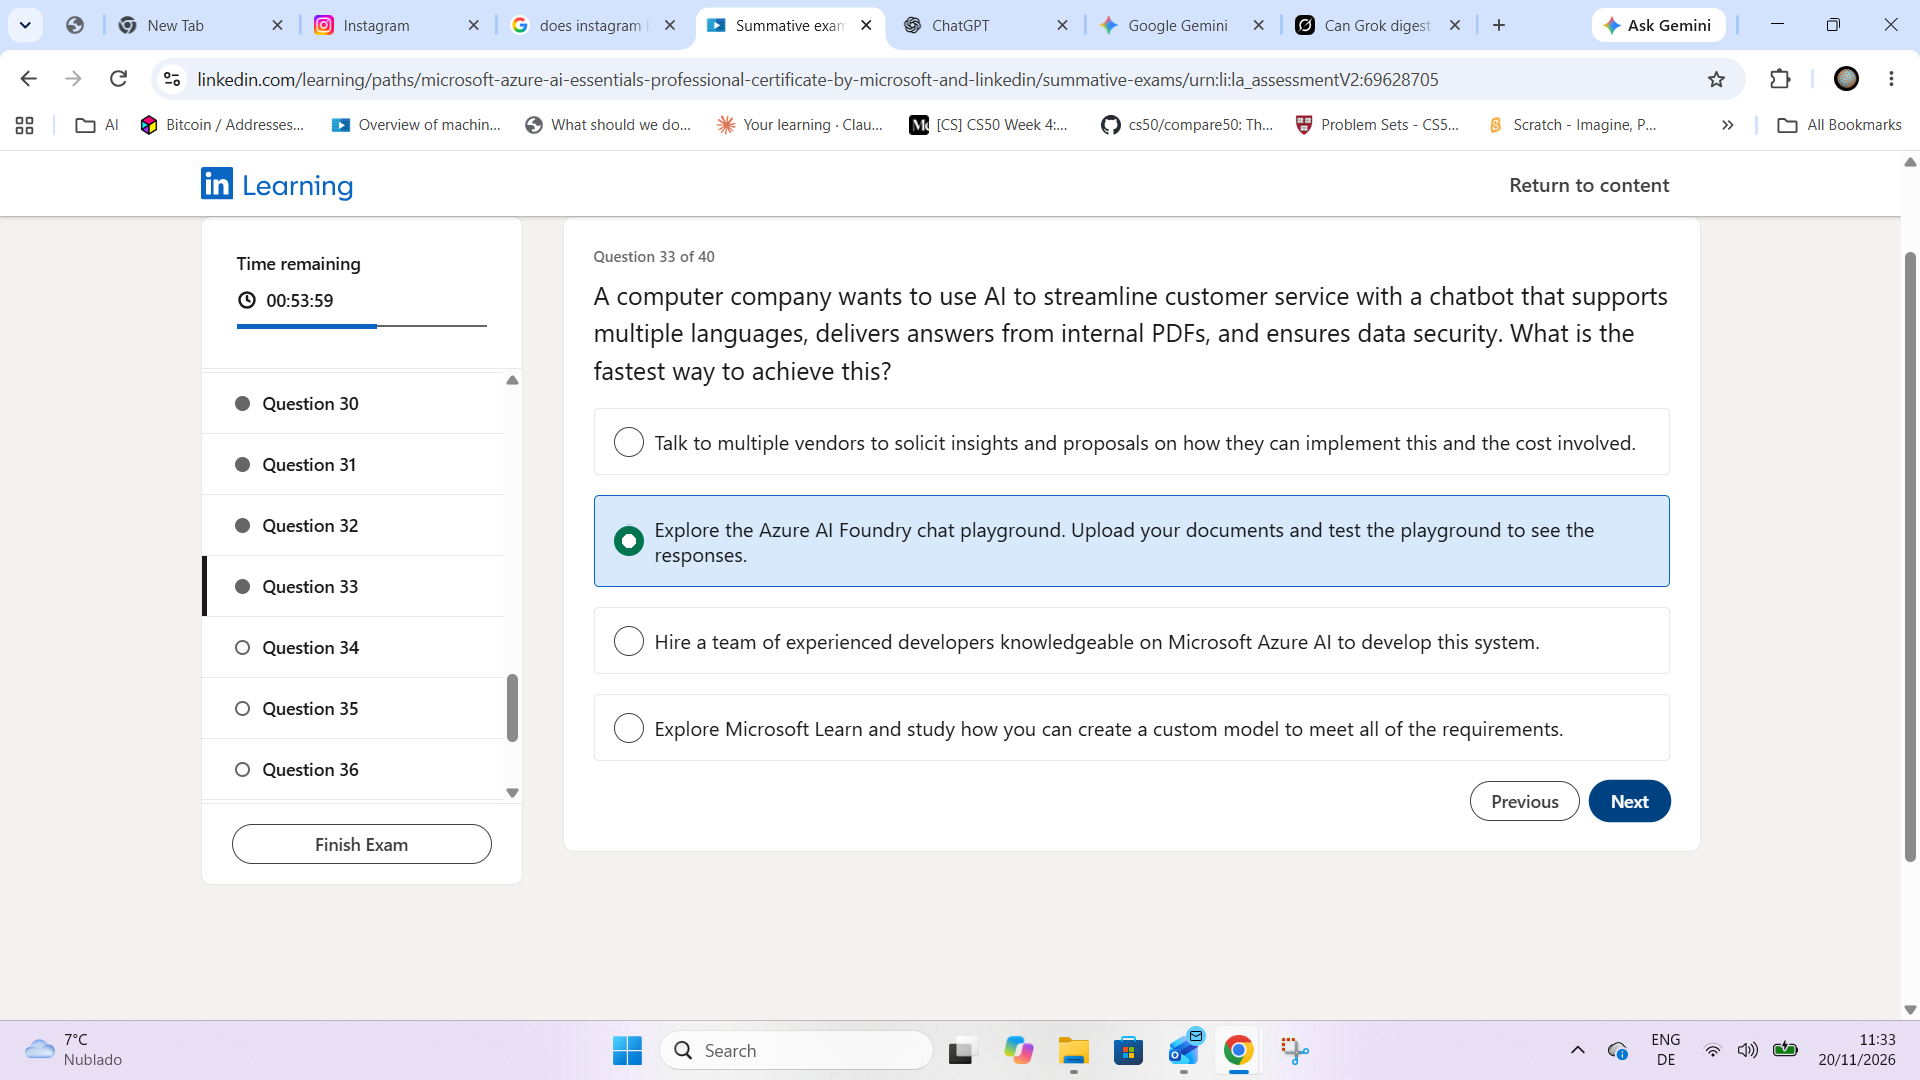 New Tab
Instagram
does instagram
Summative exam
ChatGPT
Google Gemini
Can Grok digest
Ask Gemini
linkedin.com/learning/paths/microsoft-azure-ai-essentials-professional-certificate-by-microsoft-and-linkedin/summative-exams/urn:li:la_assessmentV2:69628705
AI
Bitcoin / Addresses...
Overview of machin...
What should we do...
Your learning · Clau...
[CS] CS50 Week 4:...
cs50/compare50: Th...
Problem Sets - CS5...
Scratch - Imagine, P...
All Bookmarks
in Learning
Return to content
Time remaining
00:53:59
Question 30
Question 31
Question 32
Question 33
Question 34
Question 35
Question 36
Finish Exam
Question 33 of 40
A computer company wants to use AI to streamline customer service with a chatbot that supports
multiple languages, delivers answers from internal PDFs, and ensures data security. What is the
fastest way to achieve this?
Talk to multiple vendors to solicit insights and proposals on how they can implement this and the cost involved.
Explore the Azure AI Foundry chat playground. Upload your documents and test the playground to see the
responses.
Hire a team of experienced developers knowledgeable on Microsoft Azure AI to develop this system.
Explore Microsoft Learn and study how you can create a custom model to meet all of the requirements.
Previous
Next
7°C
Nublado
Search
ENG
DE
11:33
20/11/2026